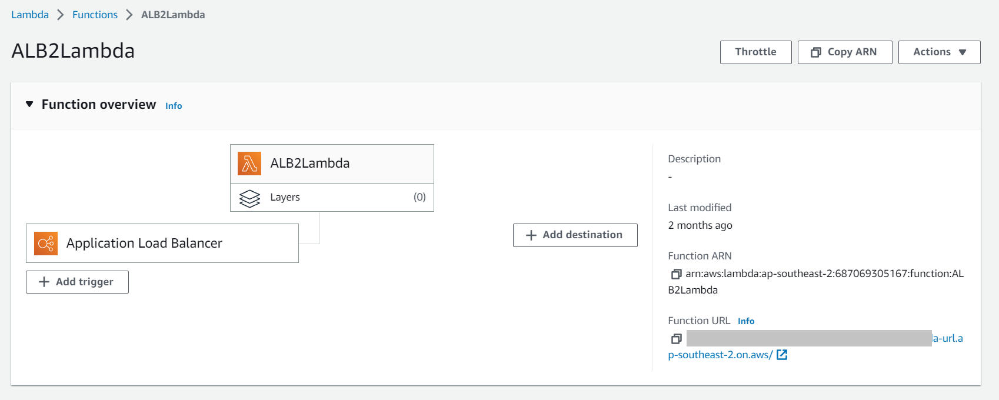 Lambda > Functions > ALB2Lambda
ALB2Lambda
Throttle
Copy ARN
Actions
Function overview Info
ALB2Lambda
Layers (0)
Application Load Balancer
Add trigger
Add destination
Description
-
Last modified
2 months ago
Function ARN
arn:aws:lambda:ap-southeast-2:687069305167:function:AL
B2Lambda
Function URL Info
a-url.a
p-southeast-2.on.aws/